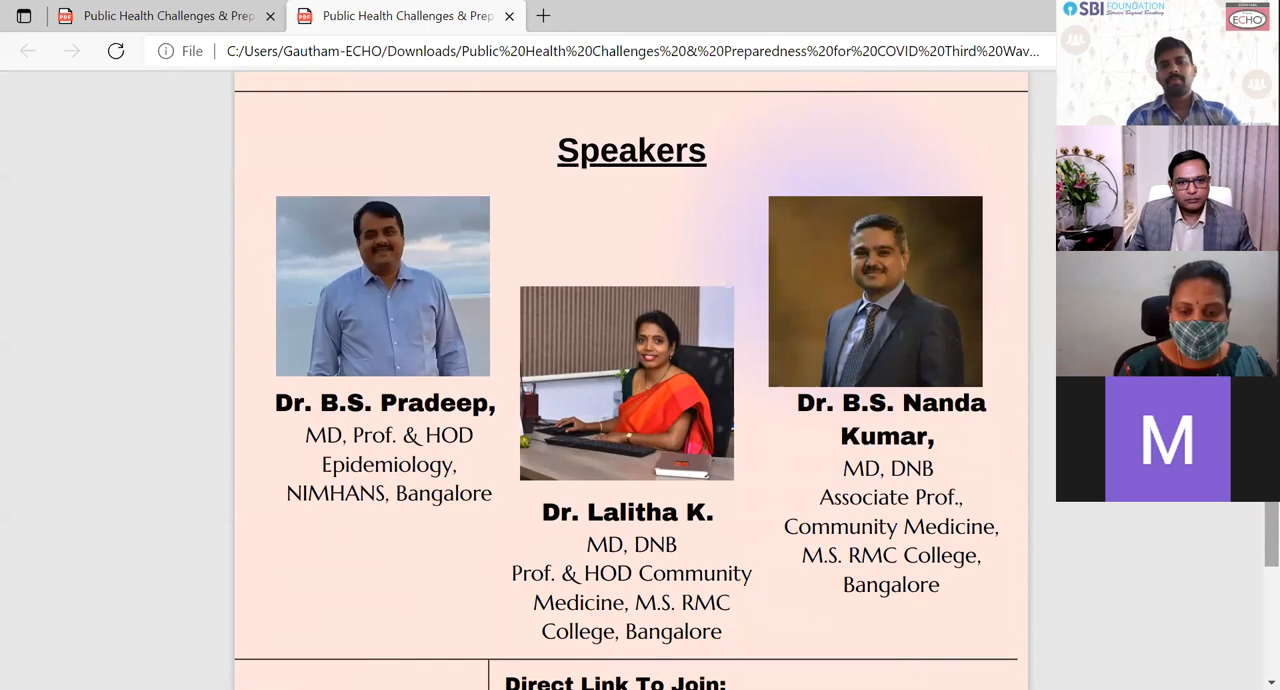 Public Health Challenges & Prep
Public Health Challenges & Prep
File
C:/Users/Gautham-ECHO/Downloads/Public%20Health%20Challenges%20&%20Preparedness%20for%20COVID%20Third%20Wav...
SBI FOUNDATION
Service Beyond Banking
ECHO
Speakers
Dr. B.S. Pradeep,
MD, Prof. & HOD
Epidemiology,
NIMHANS, Bangalore
Dr. Lalitha K.
MD, DNB
Prof. & HOD Community
Medicine, M.S. RMC
College, Bangalore
Dr. B.S. Nanda
Kumar,
MD, DNB
Associate Prof.,
Community Medicine,
M.S. RMC College,
Bangalore
M
Direct Link To Join: